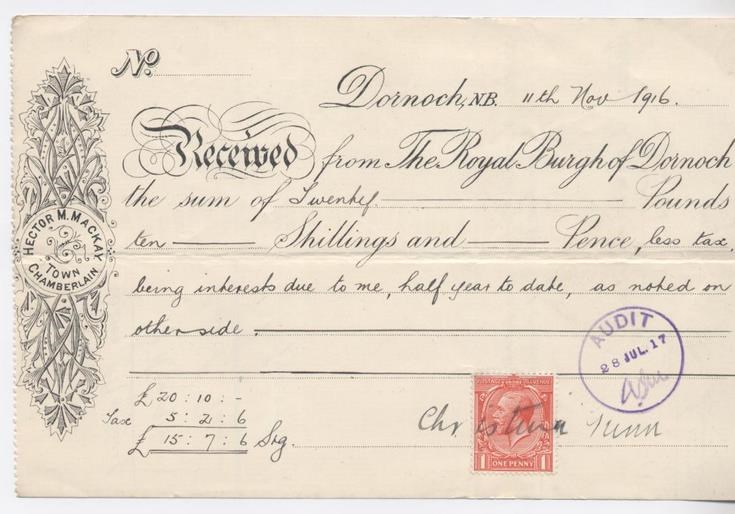 No.
Dornoch, N.B. 11th Nov 1916.
Received from The Royal Burgh of Dornoch
the sum of Twenty Pounds
ten Shillings and Pence, less tax,
being interests due to me, half year to date, as noted on
other side.
HECTOR M. MACKAY
TOWN
CHAMBERLAIN
AUDIT
28 JUL. 17
£ 20 : 10 : -
Tax 5 : 2 : 6
£ 15 : 7 : 6 Stg.
Christina
POSTAGE REVENUE
1 ONE PENNY 1